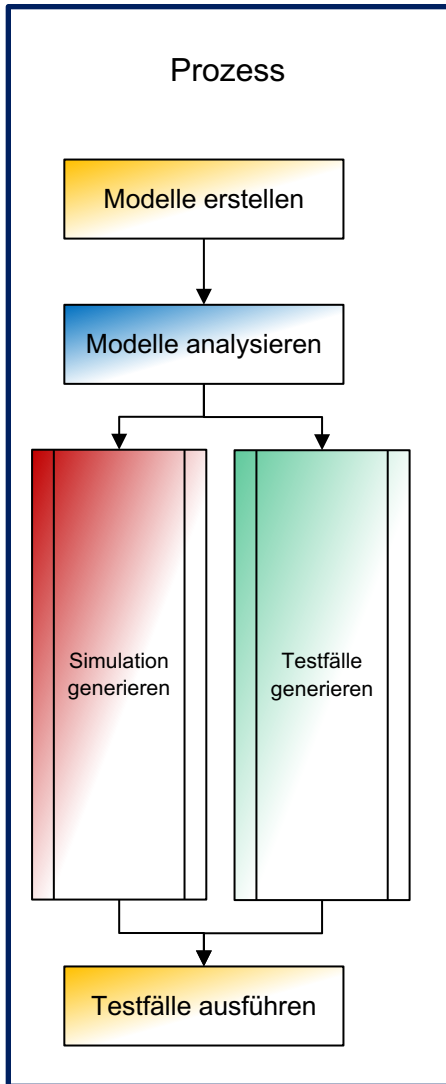 Prozess
Modelle erstellen
Modelle analysieren
Simulation
generieren
Testfälle
generieren
Testfälle ausführen